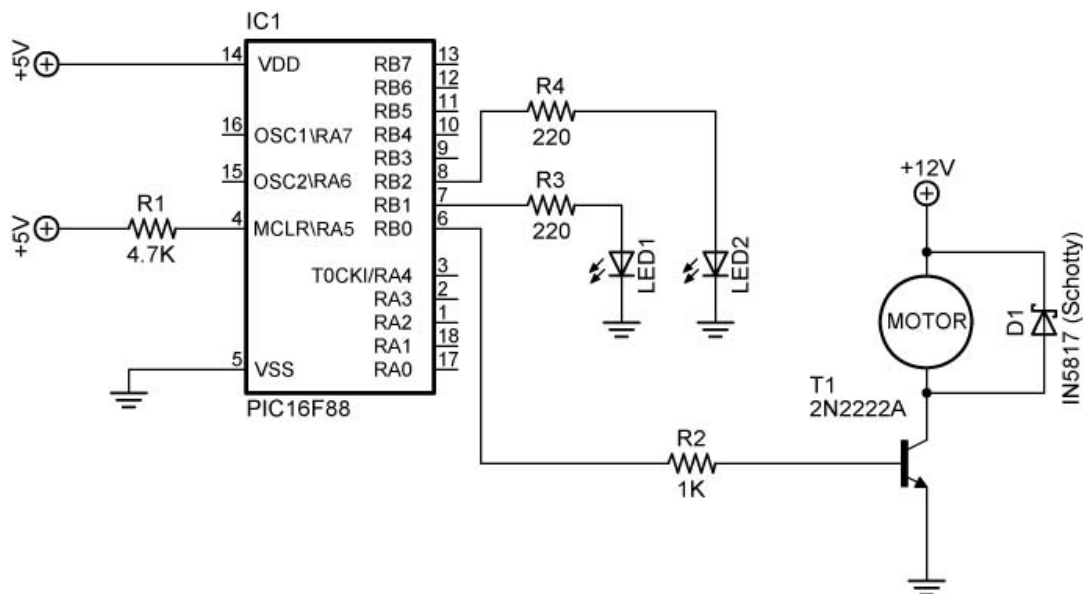 IC1
+5V
14
VDD
RB7
13
RB6
12
RB5
11
16
OSC1\RA7
RB4
10
RB3
9
15
OSC2\RA6
RB2
8
RB1
7
+5V
R1
4.7K
4
MCLR\RA5
RB0
6
T0CKI/RA4
3
RA3
2
RA2
1
RA1
18
5
VSS
RA0
17
PIC16F88
R4
220
R3
220
LED1
LED2
+12V
MOTOR
D1
IN5817 (Schotty)
T1
2N2222A
R2
1K